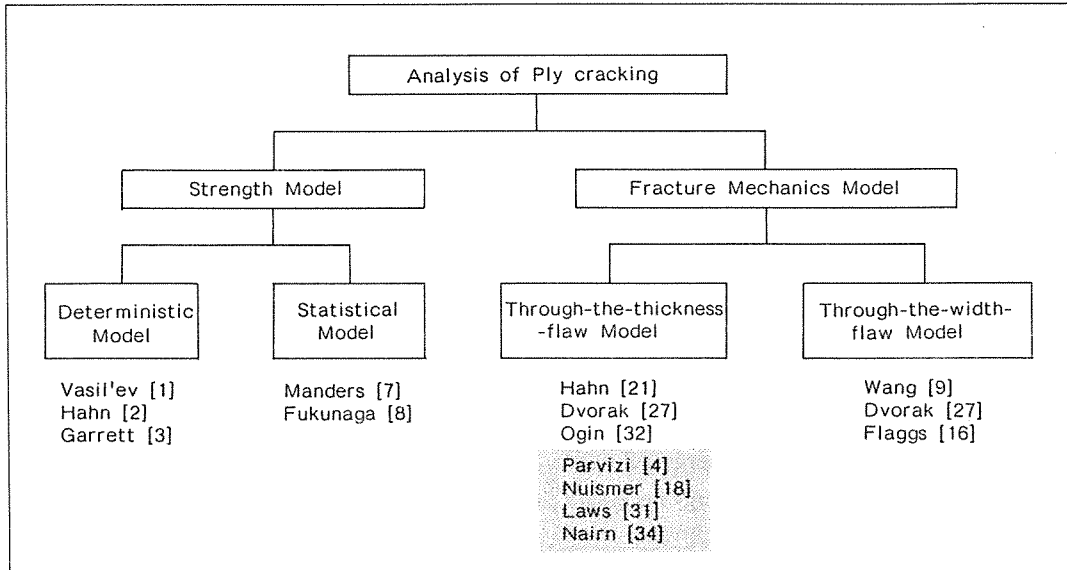 Analysis of Ply cracking
Strength Model
Fracture Mechanics Model
Deterministic
Model
Statistical
Model
Through-the-thickness
-flaw Model
Through-the-width-
flaw Model
Vasil'ev [1]
Hahn [2]
Garrett [3]
Manders [7]
Fukunaga [8]
Hahn [21]
Dvorak [27]
Ogin [32]
Parvizi [4]
Nuismer [18]
Laws [31]
Nairn [34]
Wang [9]
Dvorak [27]
Flaggs [16]